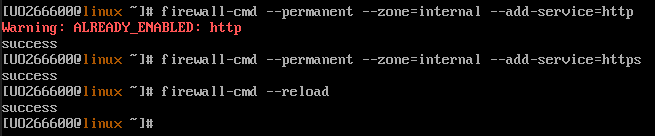 [UO266600@linux ~]# firewall-cmd --permanent --zone=internal --add-service=http
Warning: ALREADY_ENABLED: http
success
[UO266600@linux ~]# firewall-cmd --permanent --zone=internal --add-service=https
success
[UO266600@linux ~]# firewall-cmd --reload
success
[UO266600@linux ~]#